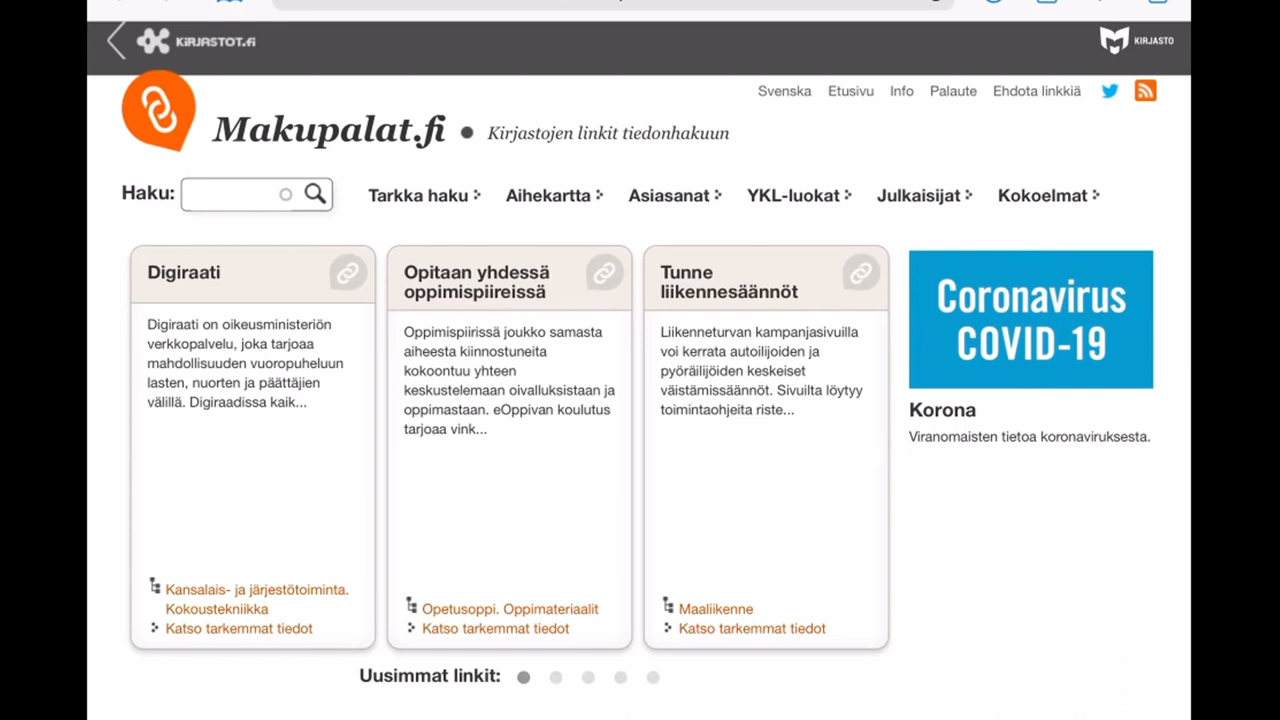 KIRJASTOT.fi
KIRJASTO
Svenska Etusivu Info Palaute Ehdota linkkiä
Makupalat.fi • Kirjastojen linkit tiedonhakuun
Haku: Tarkka haku Aihekartta Asiasanat YKL-luokat Julkaisijat Kokoelmat
Digiraati
Digiraati on oikeusministeriön
verkkopalvelu, joka tarjoaa
mahdollisuuden vuoropuheluun
lasten, nuorten ja päättäjien
välillä. Digiraadissa kaik...
Kansalais- ja järjestötoiminta.
Kokoustekniikka
Katso tarkemmat tiedot
Opitaan yhdessä
oppimispiireissä
Oppimispiirissä joukko samasta
aiheesta kiinnostuneita
kokoontuu yhteen
keskustelemaan oivalluksistaan ja
oppimastaan. eOppivan koulutus
tarjoaa vink...
Opetusoppi. Oppimateriaalit
Katso tarkemmat tiedot
Tunne
liikennesäännöt
Liikenneturvan kampanjasivuilla
voi kerrata autoilijoiden ja
pyöräilijöiden keskeiset
väistämissäännöt. Sivuilta löytyy
toimintaohjeita riste...
Maaliikenne
Katso tarkemmat tiedot
Coronavirus
COVID-19
Korona
Viranomaisten tietoa koronaviruksesta.
Uusimmat linkit: